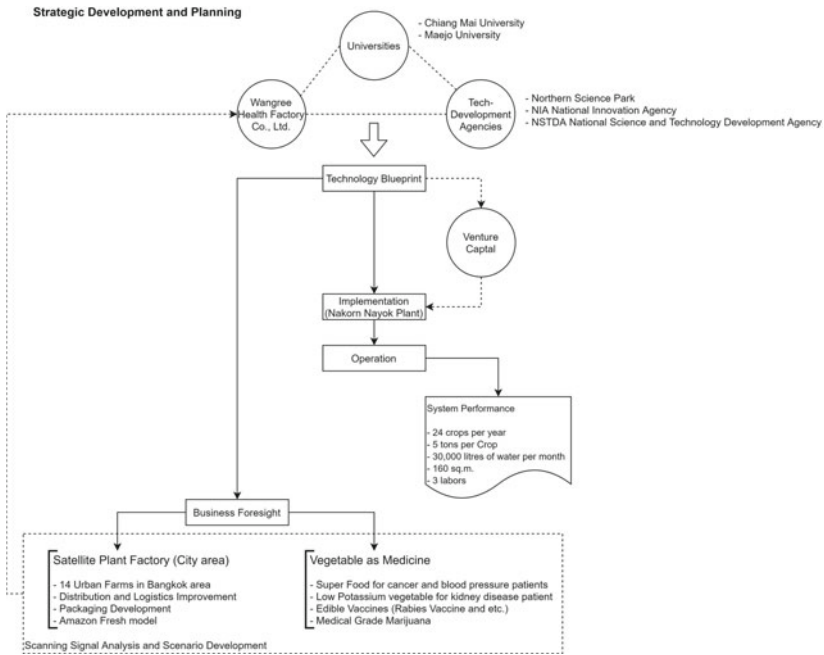 Strategic Development and Planning
Universities
- Chiang Mai University
- Maejo University
Wangree
Health Factory
Co., Ltd.
Tech-
Development
Agencies
- Northern Science Park
- NIA National Innovation Agency
- NSTDA National Science and Technology Development Agency
Technology Blueprint
Venture
Captal
Implementation
(Nakorn Nayok Plant)
Operation
System Performance
- 24 crops per year
- 5 tons per Crop
- 30,000 litres of water per month
- 160 sq.m.
- 3 labors
Business Foresight
Satellite Plant Factory (City area)
- 14 Urban Farms in Bangkok area
- Distribution and Logistics Improvement
- Packaging Development
- Amazon Fresh model
Vegetable as Medicine
- Super Food for cancer and blood pressure patients
- Low Potassium vegetable for kidney disease patient
- Edible Vaccines (Rabies Vaccine and etc.)
- Medical Grade Marijuana
Scanning Signal Analysis and Scenario Development